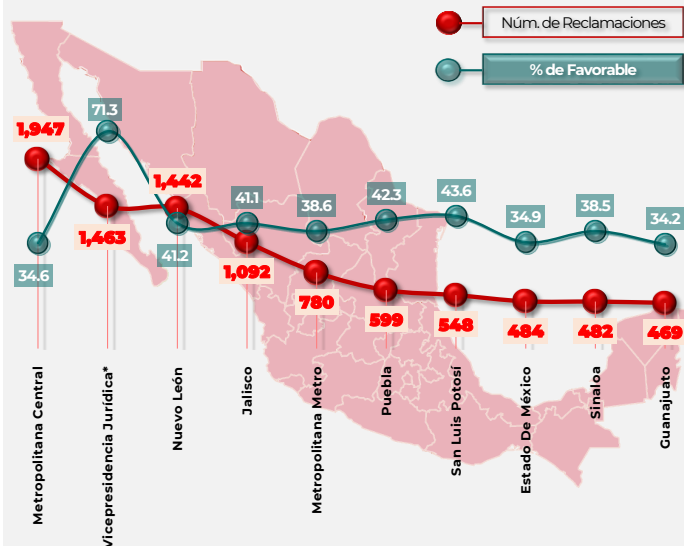 Núm. de Reclamaciones
% de Favorable
71.3
1,947
1,442
41.1
38.6
42.3
43.6
34.9
38.5
34.2
34.6
1,463
41.2
1,092
780
599
548
484
482
469
Metropolitana Central
Vicepresidencia Jurídica*
Nuevo León
Jalisco
Metropolitana Metro
Puebla
San Luis Potosí
Estado De México
Sinaloa
Guanajuato